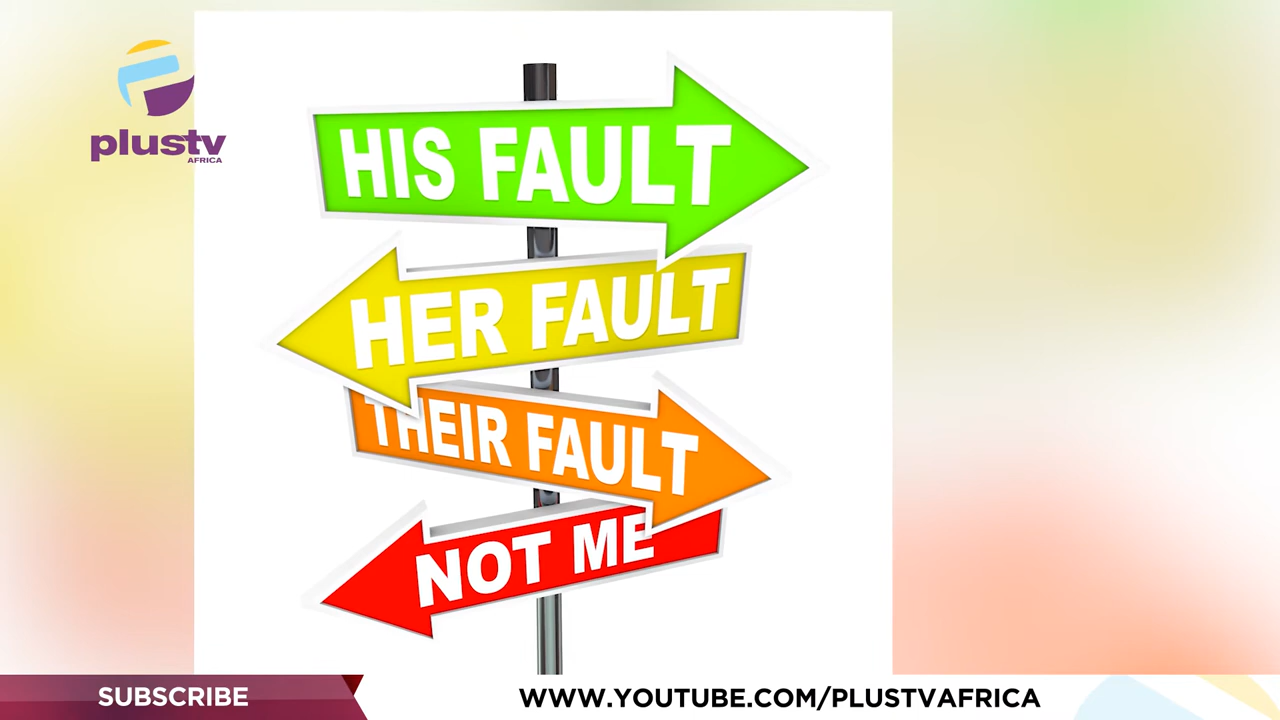 plustv
AFRICA
HIS FAULT
HER FAULT
THEIR FAULT
NOT ME
SUBSCRIBE
WWW.YOUTUBE.COM/PLUSTVAFRICA